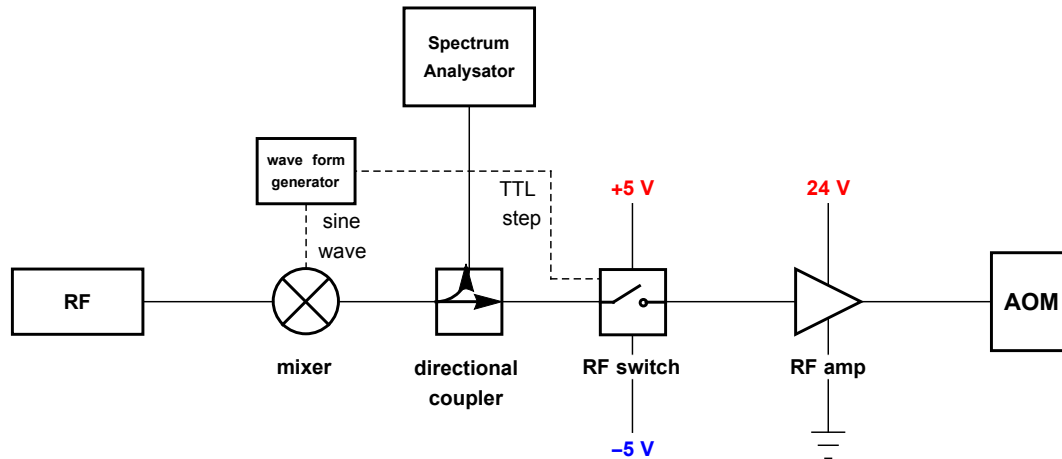 Spectrum
Analysator
wave form
generator
TTL
step
+5 V
24 V
sine
wave
RF
AOM
mixer
directional
coupler
RF switch
RF amp
−5 V